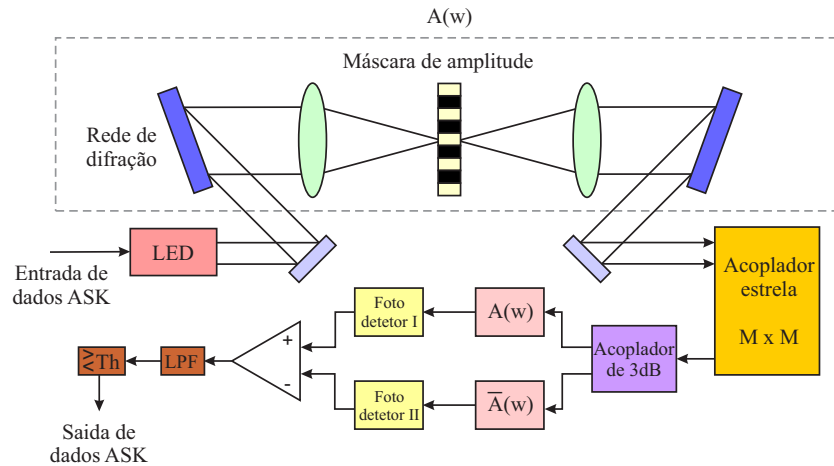 A(w)
Máscara de amplitude
Rede de
difração
LED
Entrada de
dados ASK
Acoplador
estrela
M x M
Foto
detetor I
A(w)
Acoplador
de 3dB
+
-
LPF
≷Th
Foto
detetor II
A̅(w)
Saida de
dados ASK